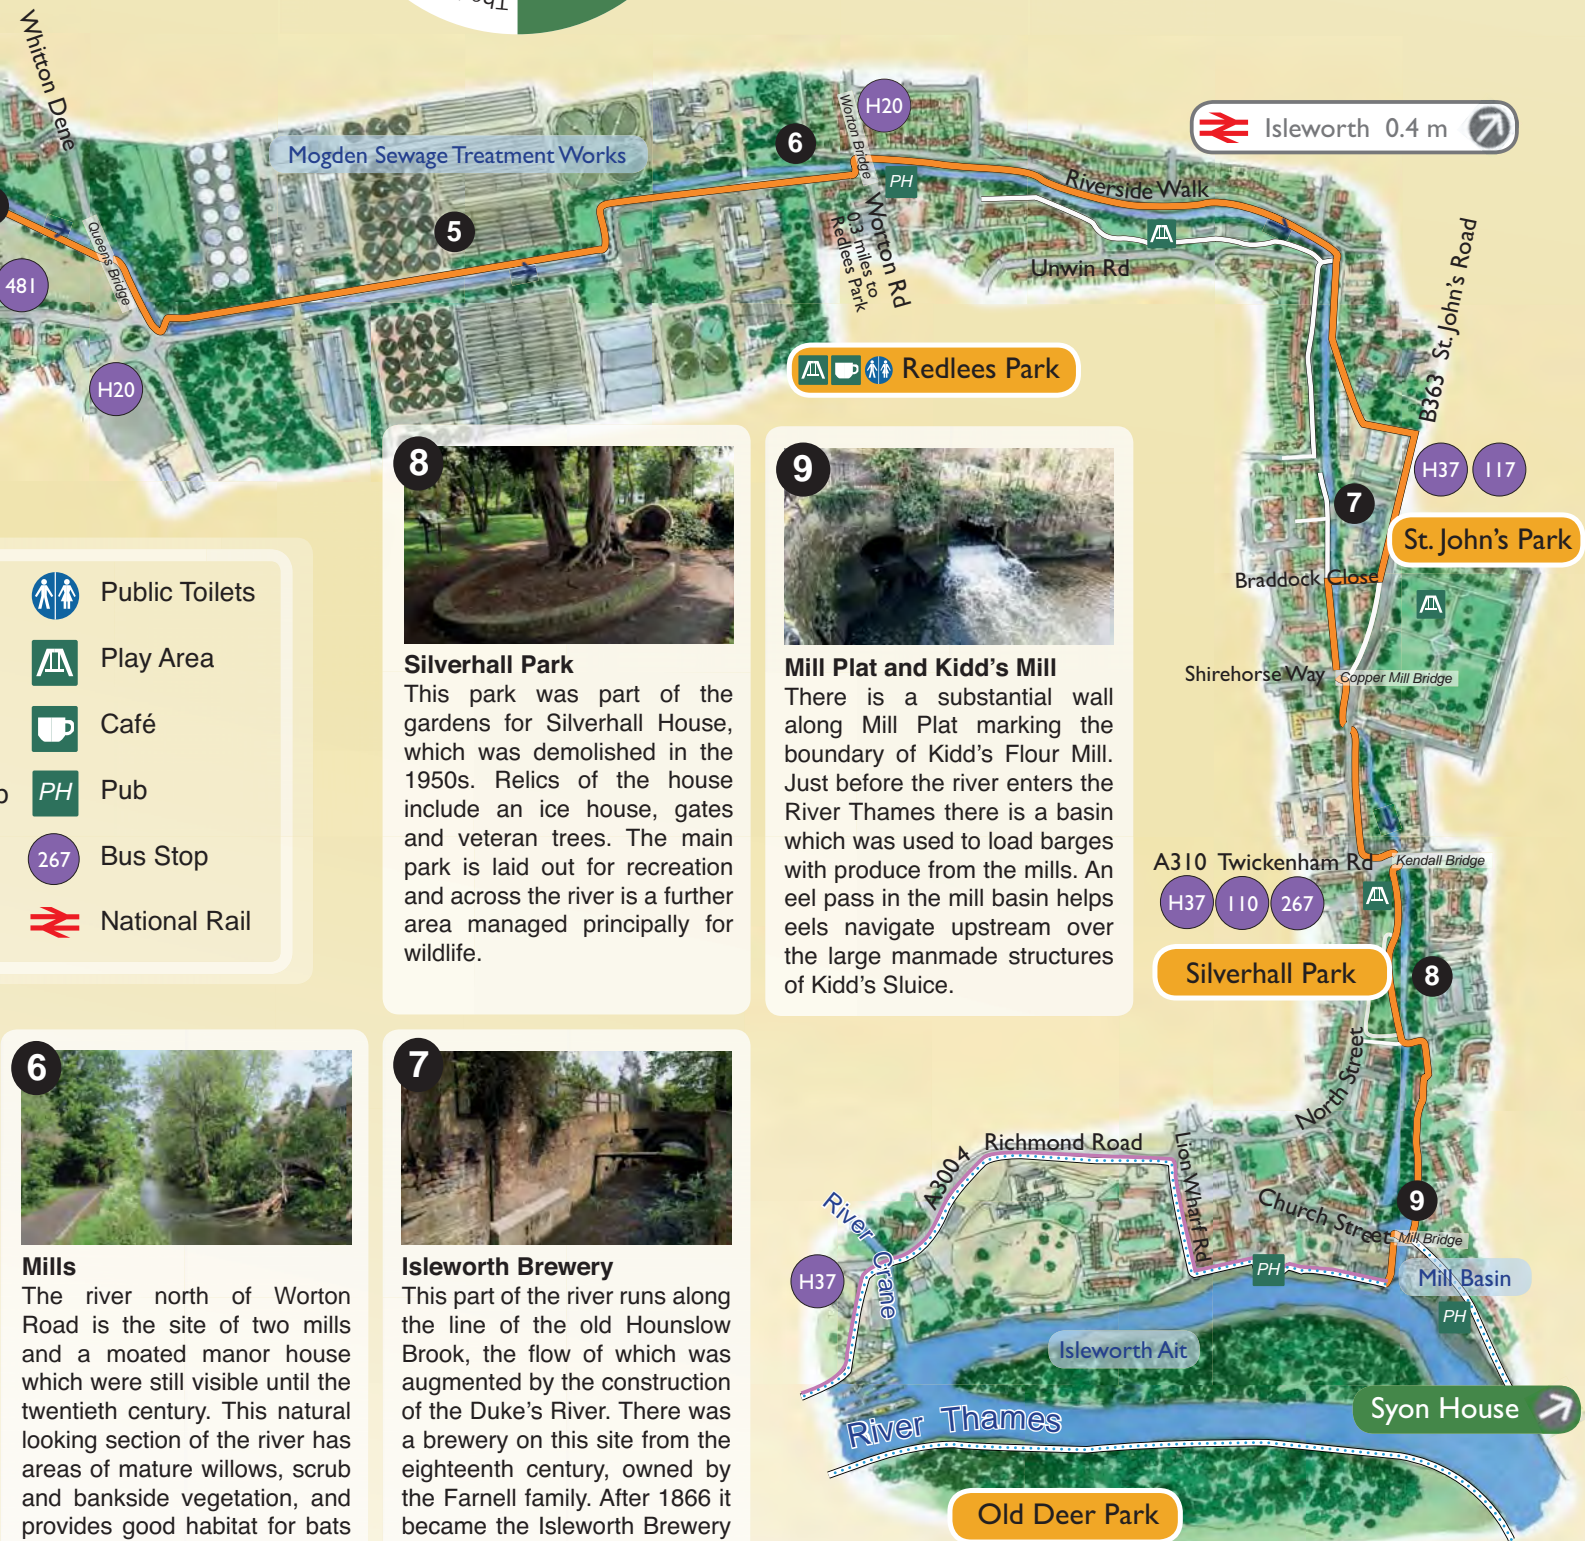 The
Whitton Dene
Mogden Sewage Treatment Works
6
Worton Bridge
H20
Isleworth 0.4 m
PH
Riverside Walk
5
Queens Bridge
481
Worton Rd
0.3 miles to
Redlees Park
Unwin Rd
H20
Redlees Park
B363 St. John's Road
H37
117
7
St. John's Park
Braddock Close
Shirehorse Way
Copper Mill Bridge
A310 Twickenham Rd
Kendall Bridge
H37
110
267
Silverhall Park
8
North Street
Richmond Road
A3004
Lion Wharf Rd
Church Street
9
Mill Bridge
Mill Basin
PH
PH
River Crane
H37
Isleworth Ait
River Thames
Syon House
Old Deer Park
Public Toilets
Play Area
Café
PH Pub
267 Bus Stop
National Rail
8
Silverhall Park
This park was part of the
gardens for Silverhall House,
which was demolished in the
1950s. Relics of the house
include an ice house, gates
and veteran trees. The main
park is laid out for recreation
and across the river is a further
area managed principally for
wildlife.
9
Mill Plat and Kidd's Mill
There is a substantial wall
along Mill Plat marking the
boundary of Kidd's Flour Mill.
Just before the river enters the
River Thames there is a basin
which was used to load barges
with produce from the mills. An
eel pass in the mill basin helps
eels navigate upstream over
the large manmade structures
of Kidd's Sluice.
6
Mills
The river north of Worton
Road is the site of two mills
and a moated manor house
which were still visible until the
twentieth century. This natural
looking section of the river has
areas of mature willows, scrub
and bankside vegetation, and
provides good habitat for bats
7
Isleworth Brewery
This part of the river runs along
the line of the old Hounslow
Brook, the flow of which was
augmented by the construction
of the Duke's River. There was
a brewery on this site from the
eighteenth century, owned by
the Farnell family. After 1866 it
became the Isleworth Brewery